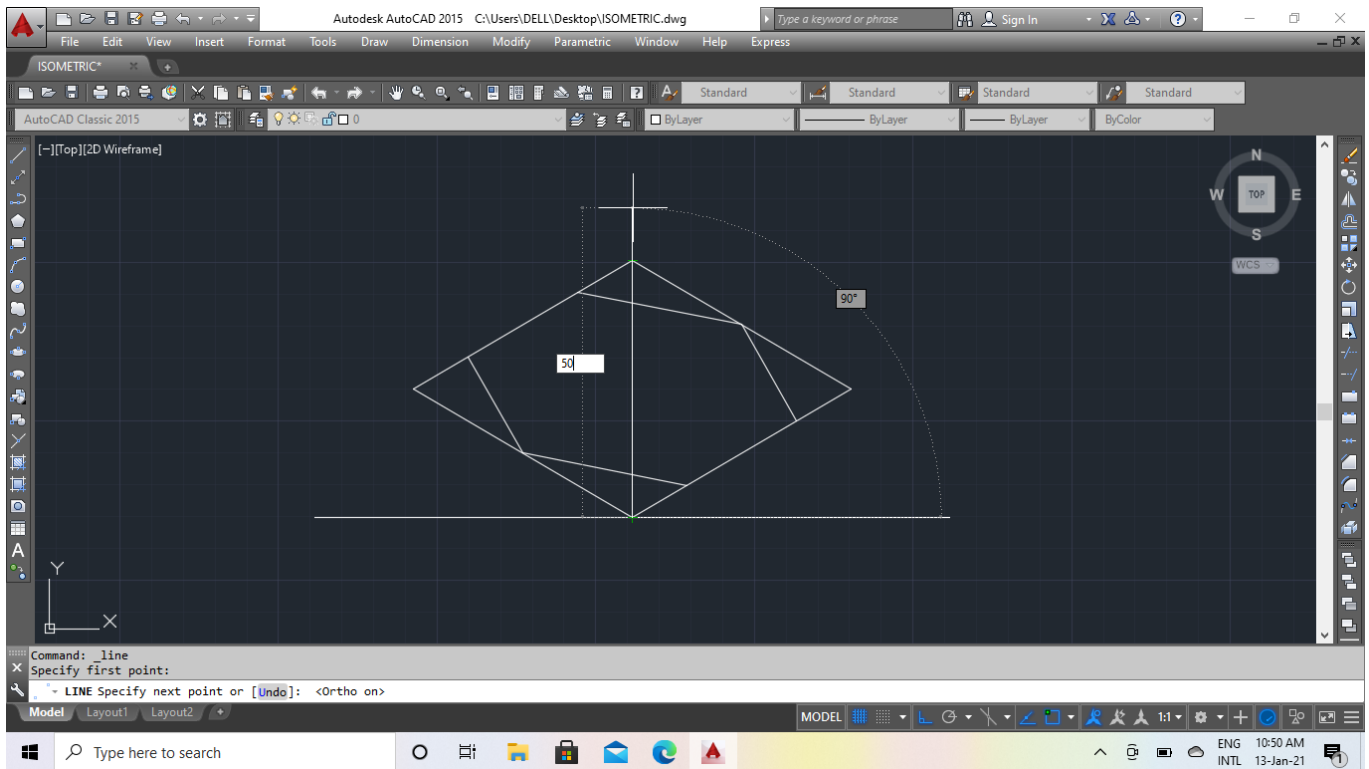 Autodesk AutoCAD 2015 C:\Users\DELL\Desktop\ISOMETRIC.dwg Type a keyword or phrase Sign In
File Edit View Insert Format Tools Draw Dimension Modify Parametric Window Help Express
ISOMETRIC*
Standard Standard Standard Standard
AutoCAD Classic 2015 0 ByLayer ByLayer ByLayer ByColor
[−][Top][2D Wireframe]
N
W TOP E
S
WCS
90°
50
Y
X
Command: _line
Specify first point:
LINE Specify next point or [Undo]: <Ortho on>
Model Layout1 Layout2 + MODEL 1:1
Type here to search ENG 10:50 AM
INTL 13-Jan-21